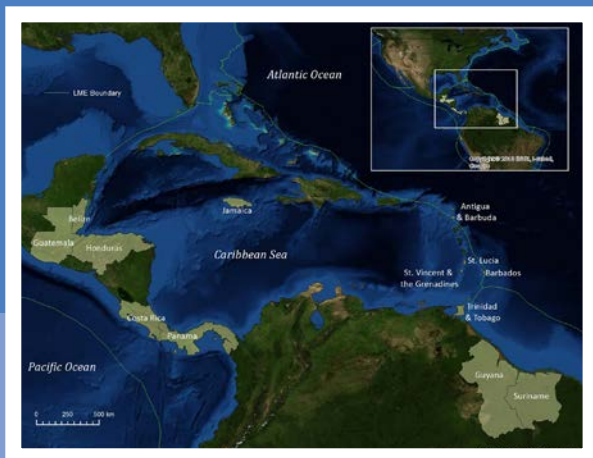 Atlantic Ocean
LME Boundary
Belize
Guatemala
Honduras
Jamaica
Antigua
& Barbuda
Caribbean Sea
St. Vincent &
the Grenadines
St. Lucia
Barbados
Costa Rica
Panama
Trinidad
& Tobago
Pacific Ocean
Guyana
Suriname
0 250 500 km